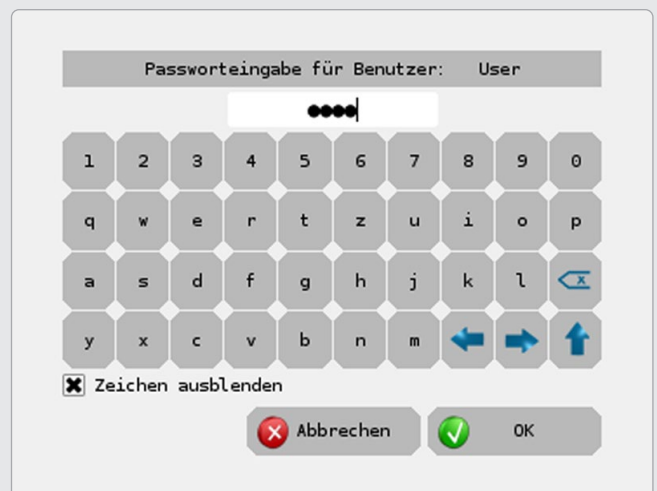 Passworteingabe für Benutzer: User
●●●●
1 2 3 4 5 6 7 8 9 0
q w e r t z u i o p
a s d f g h j k l x
y x c v b n m
Zeichen ausblenden
Abbrechen OK